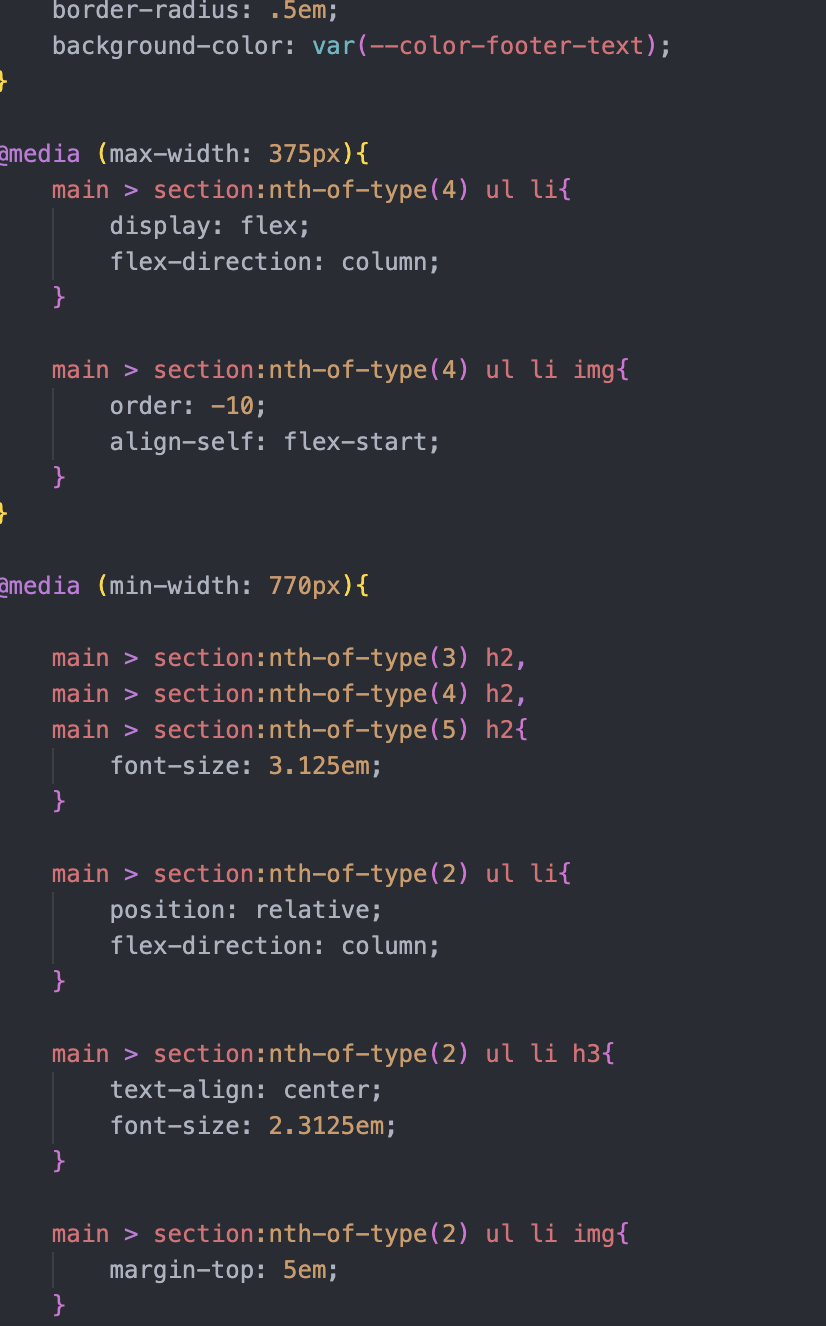 border-radius: .5em;
background-color: var(--color-footer-text);
}
@media (max-width: 375px){
main > section:nth-of-type(4) ul li{
display: flex;
flex-direction: column;
}
main > section:nth-of-type(4) ul li img{
order: -10;
align-self: flex-start;
}
}
@media (min-width: 770px){
main > section:nth-of-type(3) h2,
main > section:nth-of-type(4) h2,
main > section:nth-of-type(5) h2{
font-size: 3.125em;
}
main > section:nth-of-type(2) ul li{
position: relative;
flex-direction: column;
}
main > section:nth-of-type(2) ul li h3{
text-align: center;
font-size: 2.3125em;
}
main > section:nth-of-type(2) ul li img{
margin-top: 5em;
}